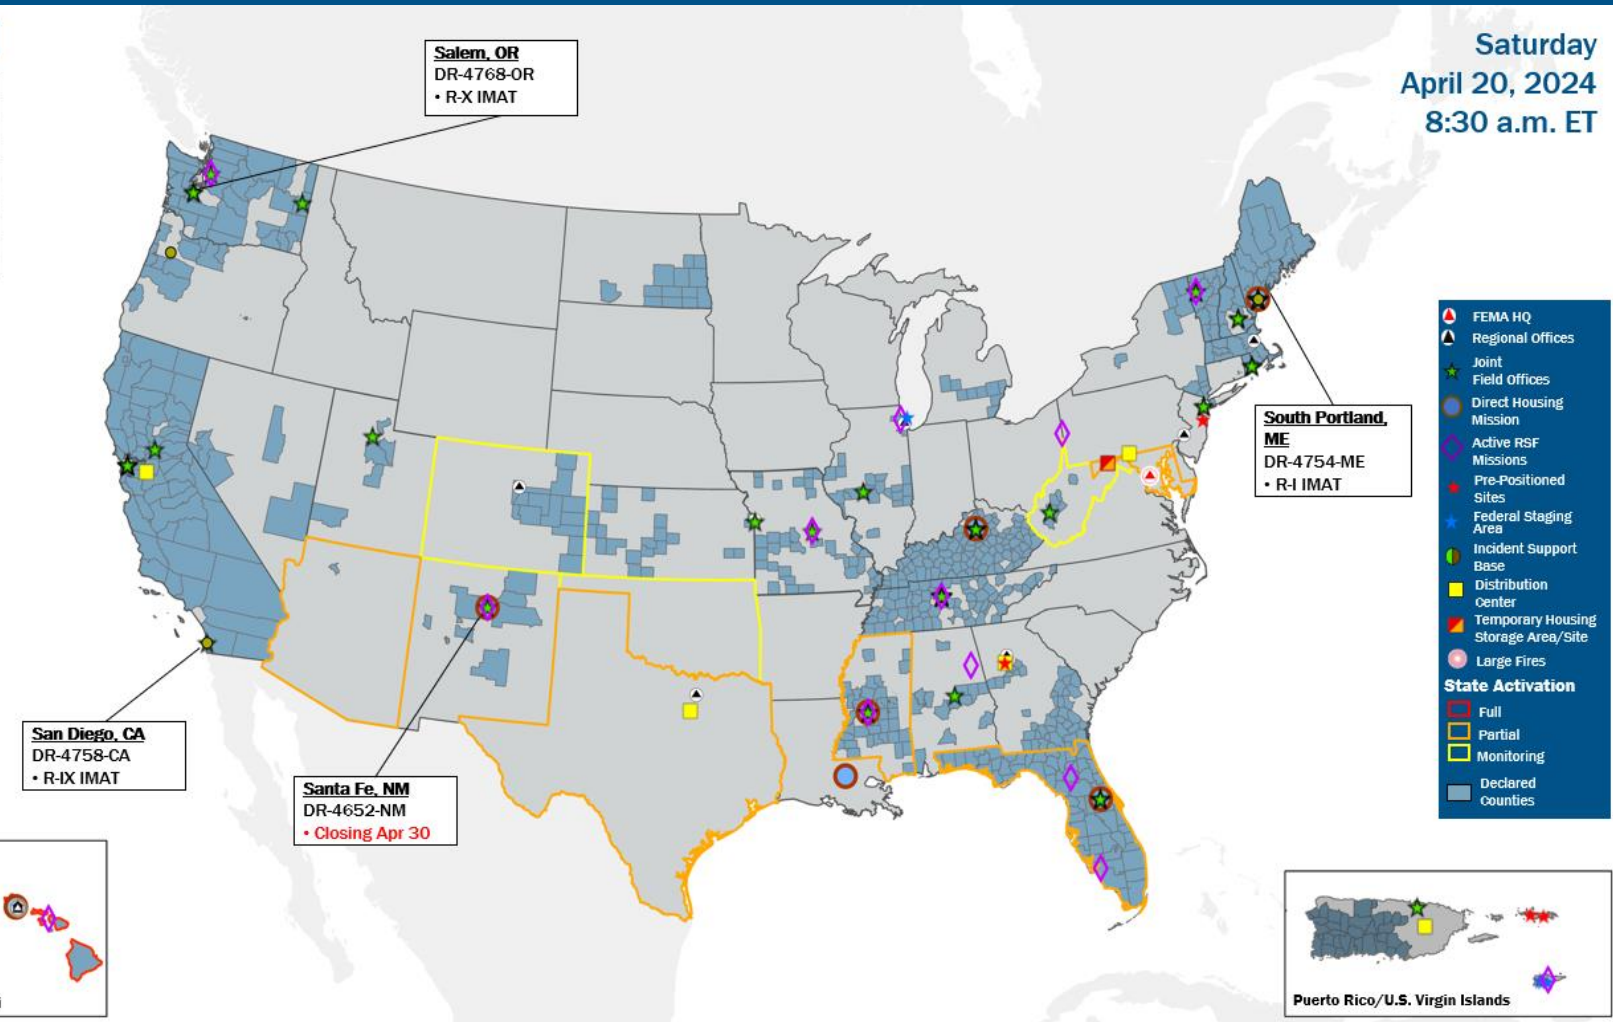 Saturday
April 20, 2024
8:30 a.m. ET
Salem, OR
DR-4768-OR
• R-X IMAT
South Portland,
ME
DR-4754-ME
• R-I IMAT
San Diego, CA
DR-4758-CA
• R-IX IMAT
Santa Fe, NM
DR-4652-NM
• Closing Apr 30
FEMA HQ
Regional Offices
Joint
Field Offices
Direct Housing
Mission
Active RSF
Missions
Pre-Positioned
Sites
Federal Staging
Area
Incident Support
Base
Distribution
Center
Temporary Housing
Storage Area/Site
Large Fires
State Activation
Full
Partial
Monitoring
Declared
Counties
Puerto Rico/U.S. Virgin Islands